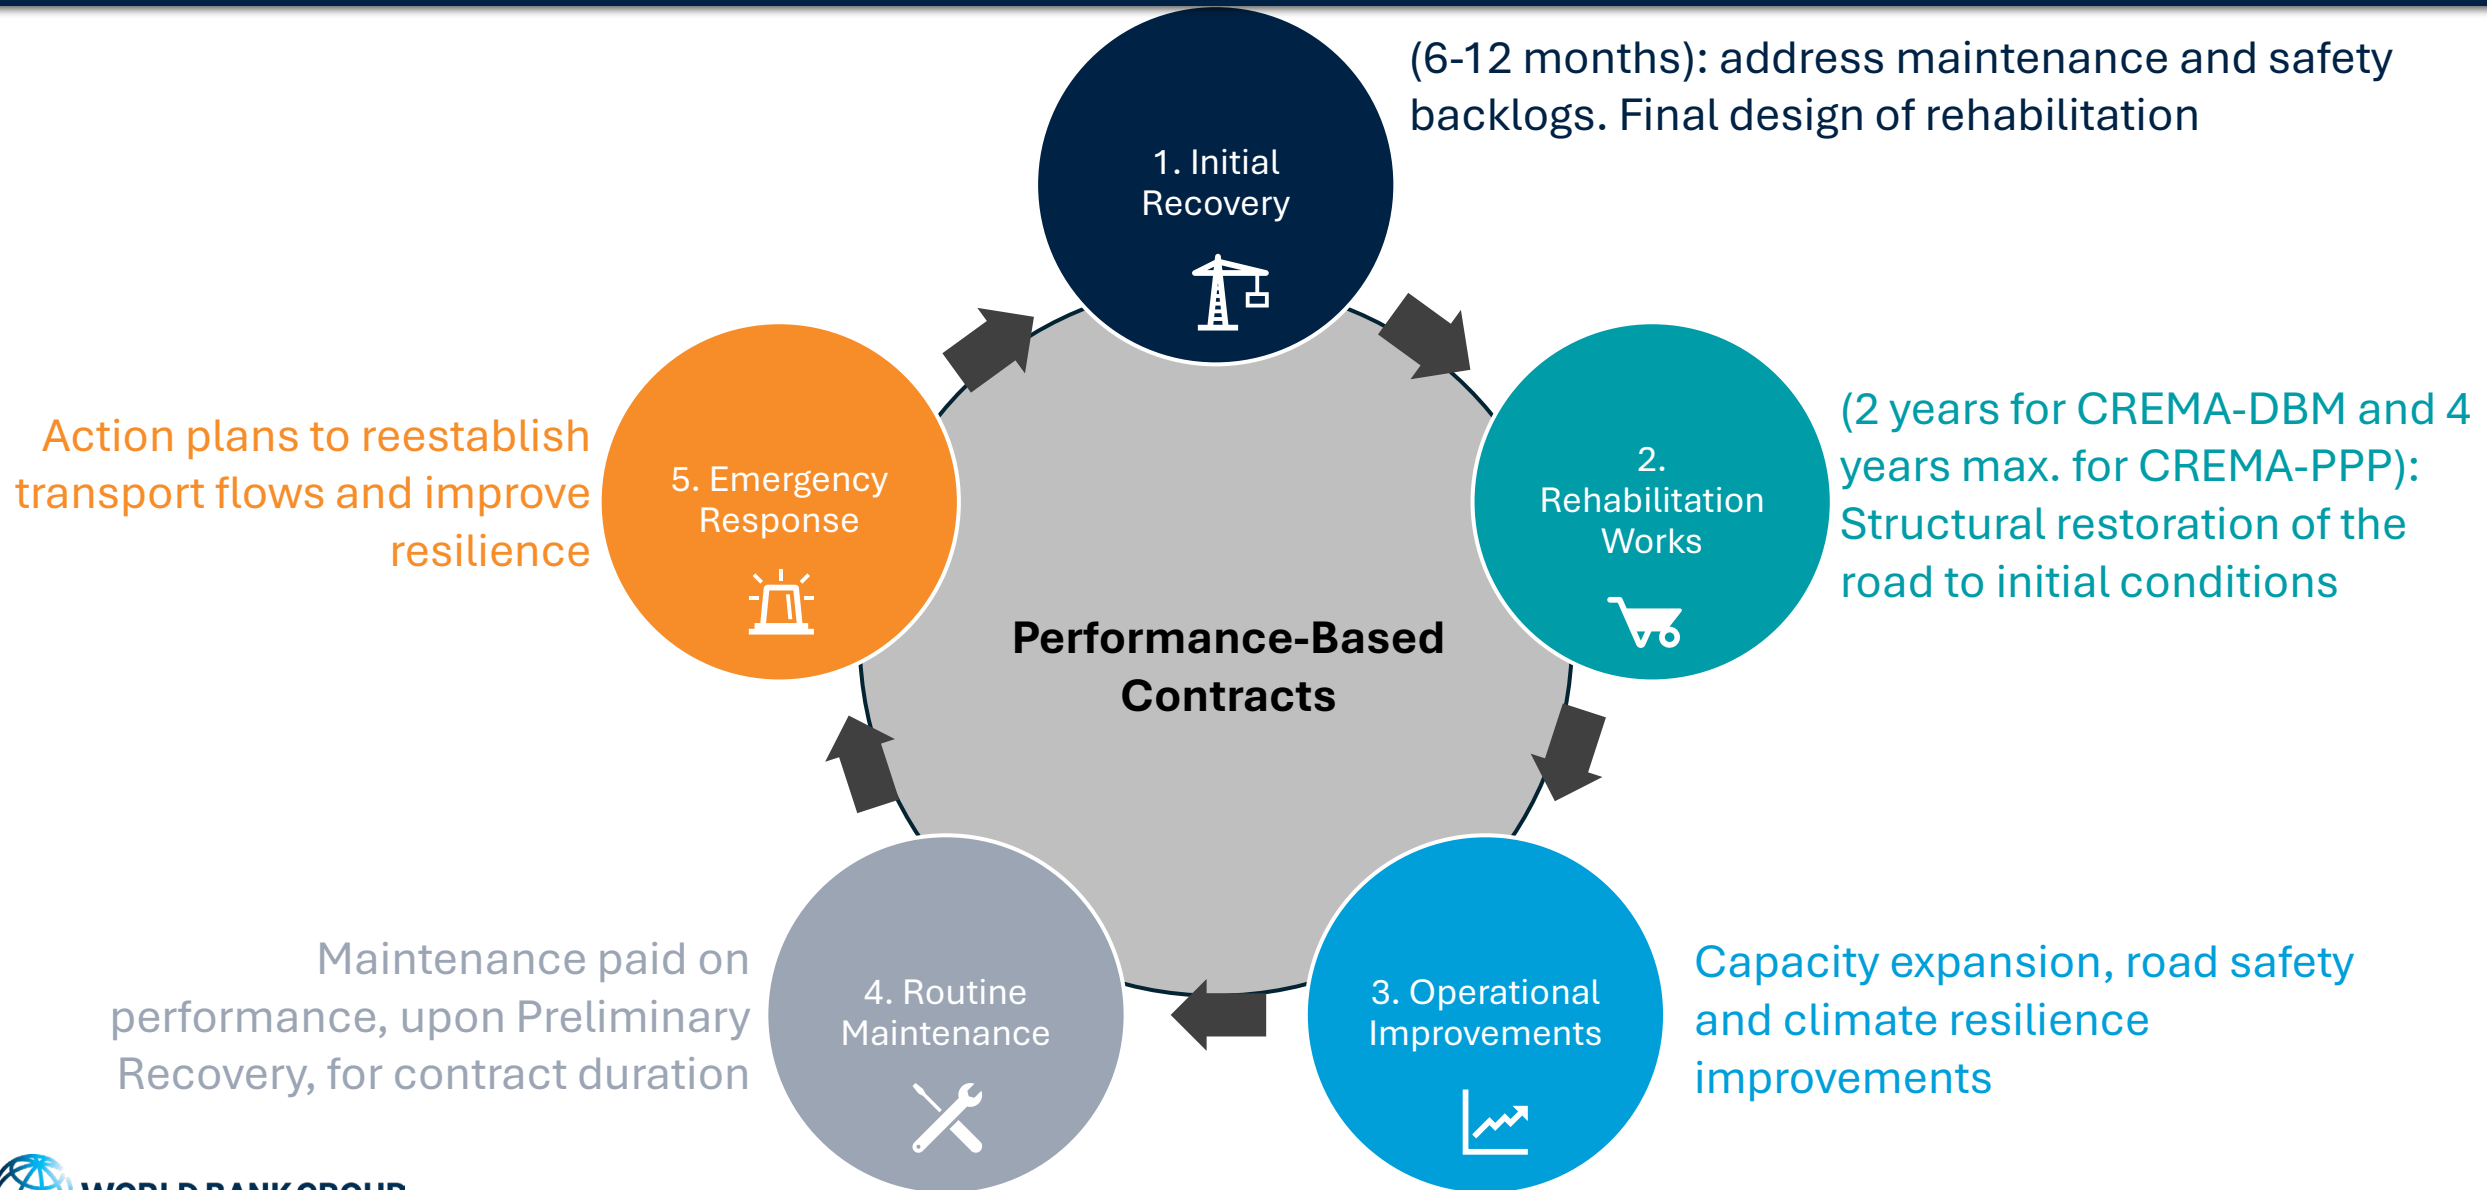 (6-12 months): address maintenance and safety
backlogs. Final design of rehabilitation
1. Initial
Recovery
(2 years for CREMA-DBM and 4
years max. for CREMA-PPP):
Structural restoration of the
road to initial conditions
2.
Rehabilitation
Works
Action plans to reestablish
transport flows and improve
resilience
5. Emergency
Response
Performance-Based
Contracts
Capacity expansion, road safety
and climate resilience
improvements
3. Operational
Improvements
Maintenance paid on
performance, upon Preliminary
Recovery, for contract duration
4. Routine
Maintenance
WORLD BANK GROUP